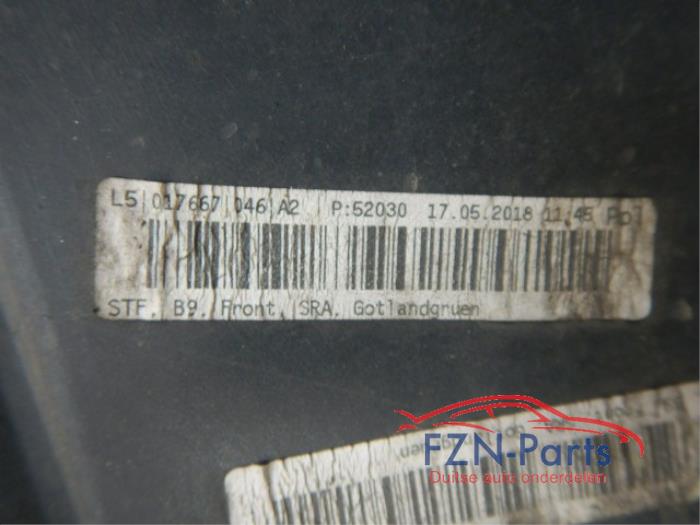 L5|017667|046|A2 P:52030 17.05.2018 11:45 Po
STF. B9. Front. SRA. Gotlandgruen
FZN-Parts
Duitse auto onderdelen